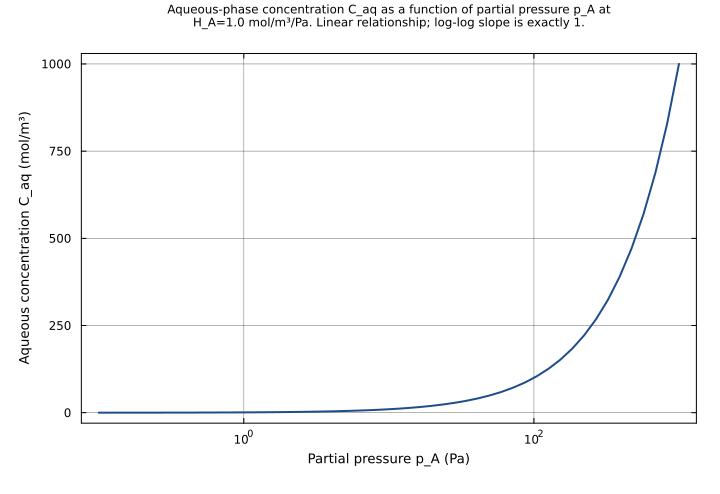 Aqueous-phase concentration C_aq as a function of partial pressure p_A at
H_A=1.0 mol/m³/Pa. Linear relationship; log-log slope is exactly 1.
1000
750
500
250
0
Aqueous concentration C_aq (mol/m³)
10⁰
10²
Partial pressure p_A (Pa)